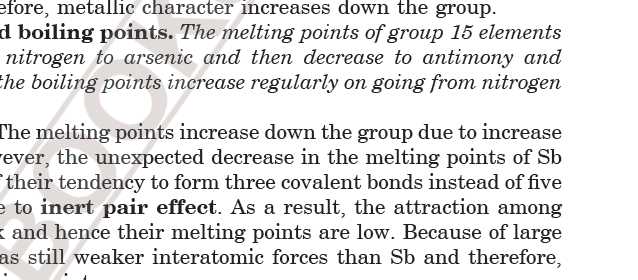 efore, metallic character increases down the group.
d boiling points. The melting points of group 15 elements
nitrogen to arsenic and then decrease to antimony and
the boiling points increase regularly on going from nitrogen
The melting points increase down the group due to increase
ever, the unexpected decrease in the melting points of Sb
their tendency to form three covalent bonds instead of five
e to inert pair effect. As a result, the attraction among
k and hence their melting points are low. Because of large
as still weaker interatomic forces than Sb and therefore,
BOOK